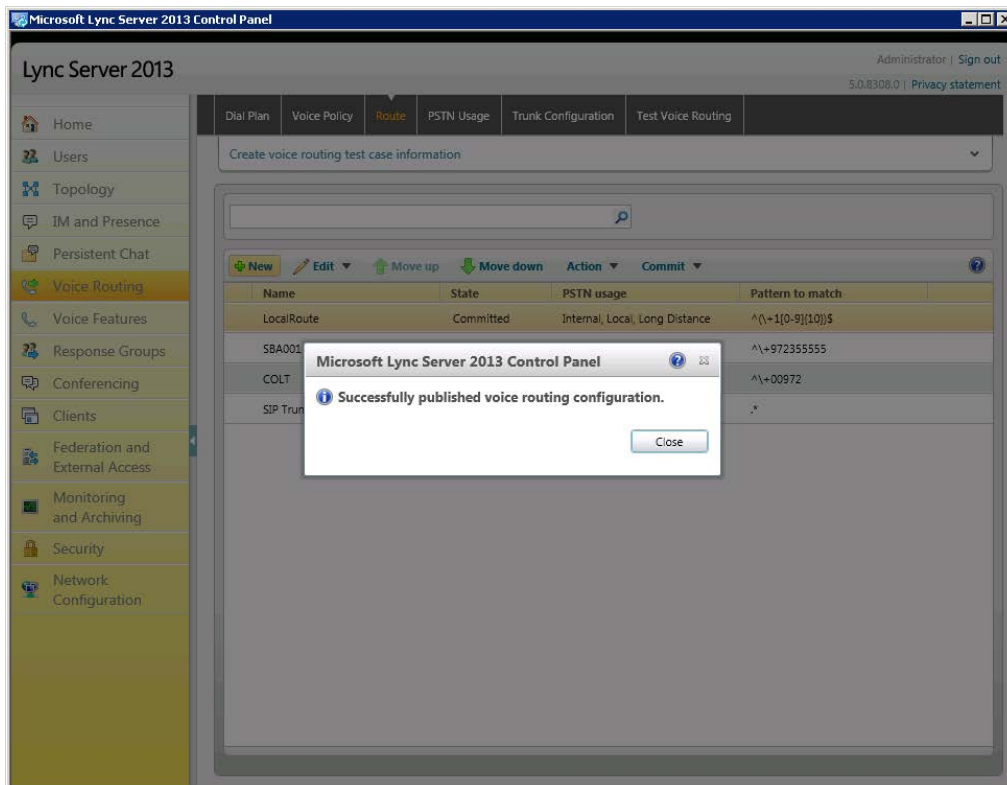 Microsoft Lync Server 2013 Control Panel
Lync Server 2013
Administrator | Sign out
5.0.8308.0 | Privacy statement
Home
Users
Topology
IM and Presence
Persistent Chat
Voice Routing
Voice Features
Response Groups
Conferencing
Clients
Federation and
External Access
Monitoring
and Archiving
Security
Network
Configuration
Dial Plan Voice Policy Route PSTN Usage Trunk Configuration Test Voice Routing
Create voice routing test case information
New Edit Move up Move down Action Commit
Name State PSTN usage Pattern to match
LocalRoute Committed Internal, Local, Long Distance ^(\+1[0-9]{10})$
SBA001 ^\+972355555
COLT ^\+00972
SIP Trun .*
Microsoft Lync Server 2013 Control Panel
Successfully published voice routing configuration.
Close